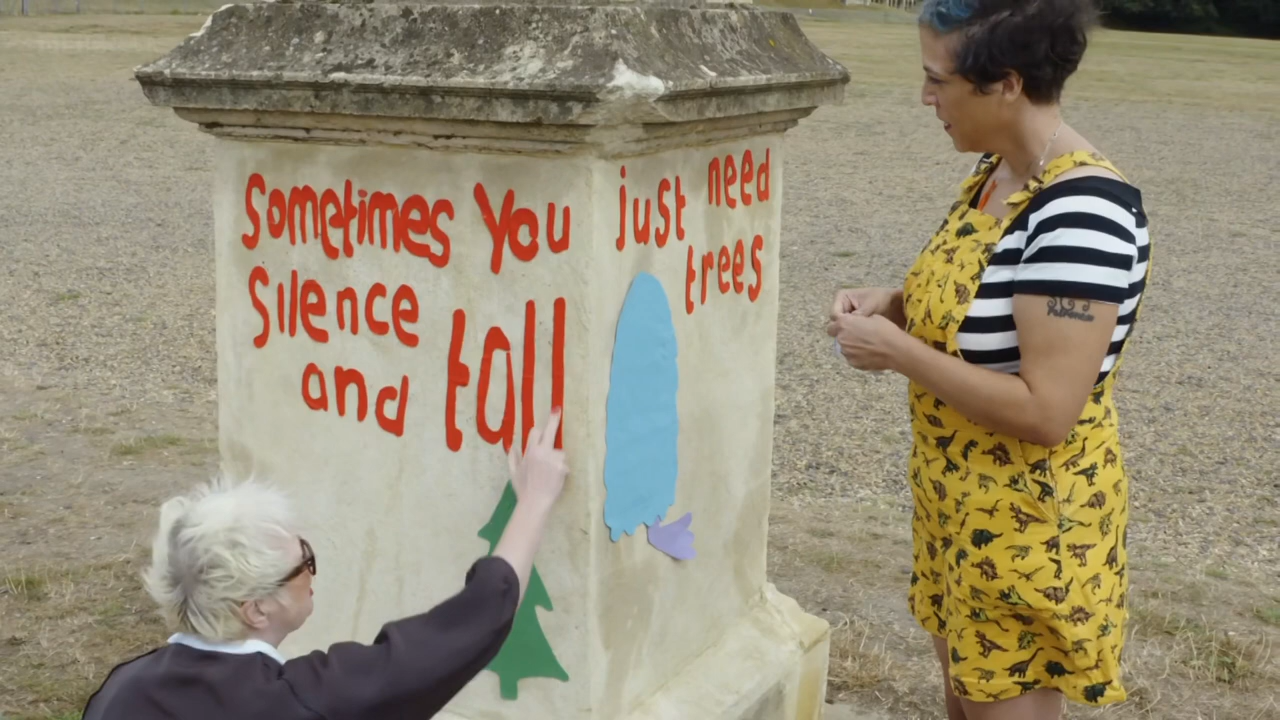 Sometimes You
Silence
and tall
just need
trees